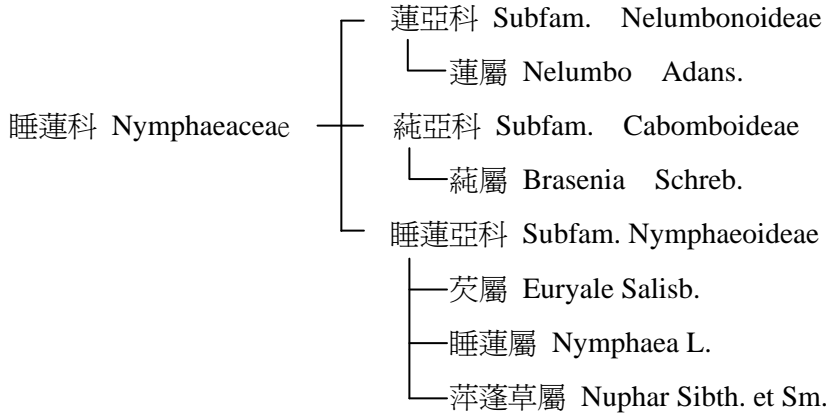 蓮亞科 Subfam. Nelumbonoideae
蓮屬 Nelumbo Adans.
睡蓮科 Nymphaeaceae
蒓亞科 Subfam. Cabomboideae
蒓屬 Brasenia Schreb.
睡蓮亞科 Subfam. Nymphaeoideae
芡屬 Euryale Salisb.
睡蓮屬 Nymphaea L.
萍蓬草屬 Nuphar Sibth. et Sm.